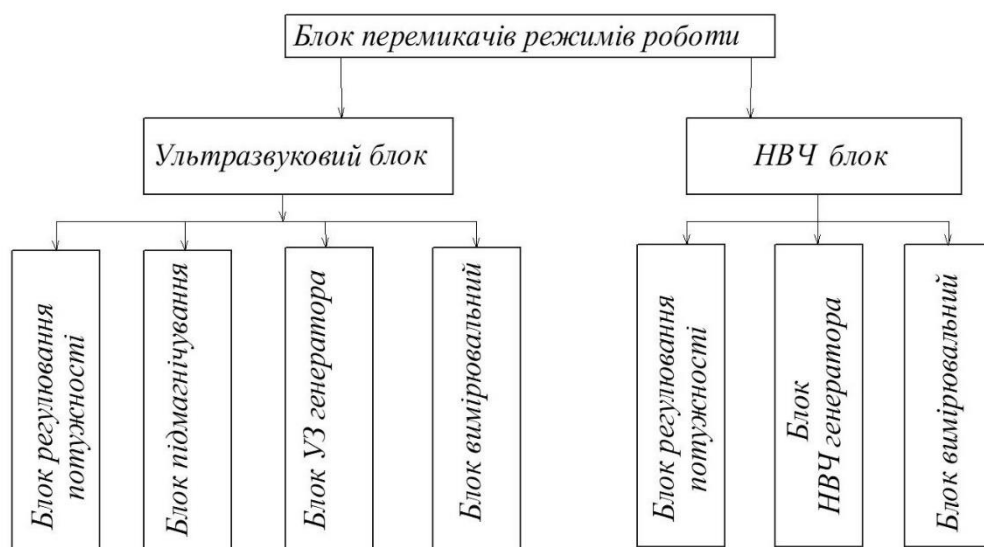 Блок перемикачів режимів роботи
Ультразвуковий блок
НВЧ блок
Блок регулювання
потужності
Блок підмагнічування
Блок УЗ генератора
Блок вимірювальний
Блок регулювання
потужності
Блок
НВЧ генератора
Блок вимірювальний